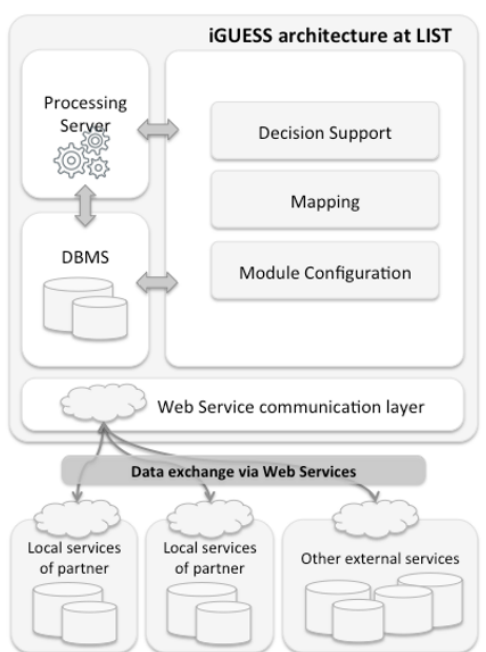 iGUESS architecture at LIST
Processing
Server
Decision Support
Mapping
DBMS
Module Configuration
Web Service communication layer
Data exchange via Web Services
Local services
of partner
Local services
of partner
Other external services